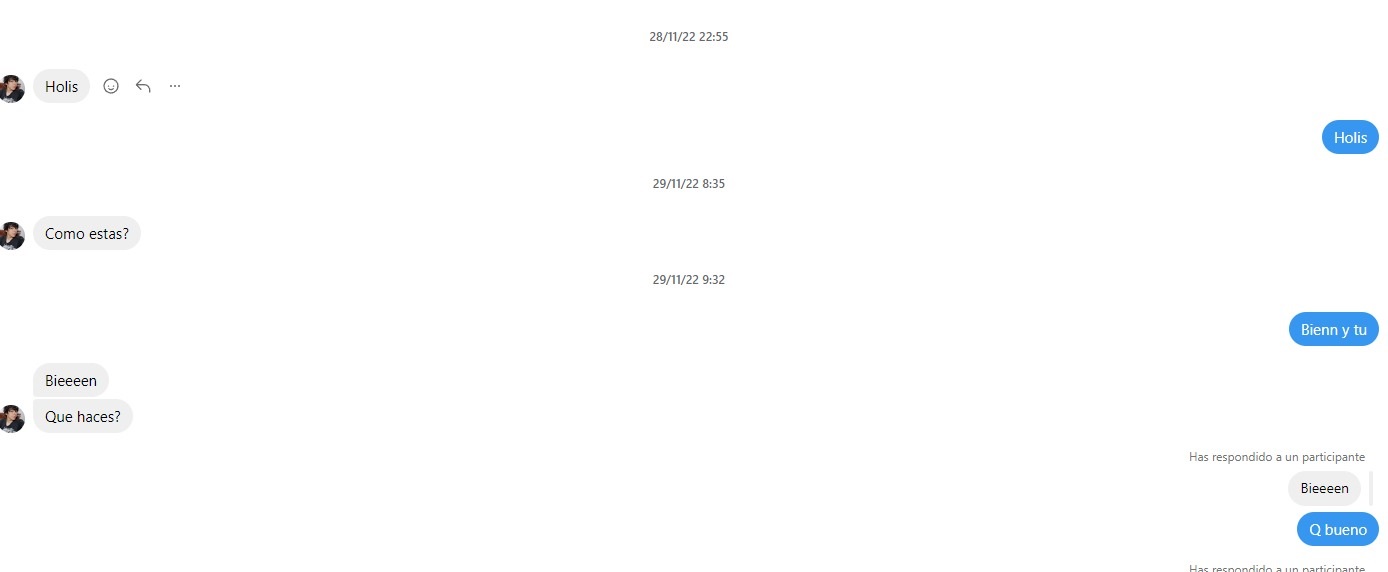 28/11/22 22:55
Holis
Holis
29/11/22 8:35
Como estas?
29/11/22 9:32
Bienn y tu
Bieeeen
Que haces?
Has respondido a un participante
Bieeeen
Q bueno
Has respondido a un participante